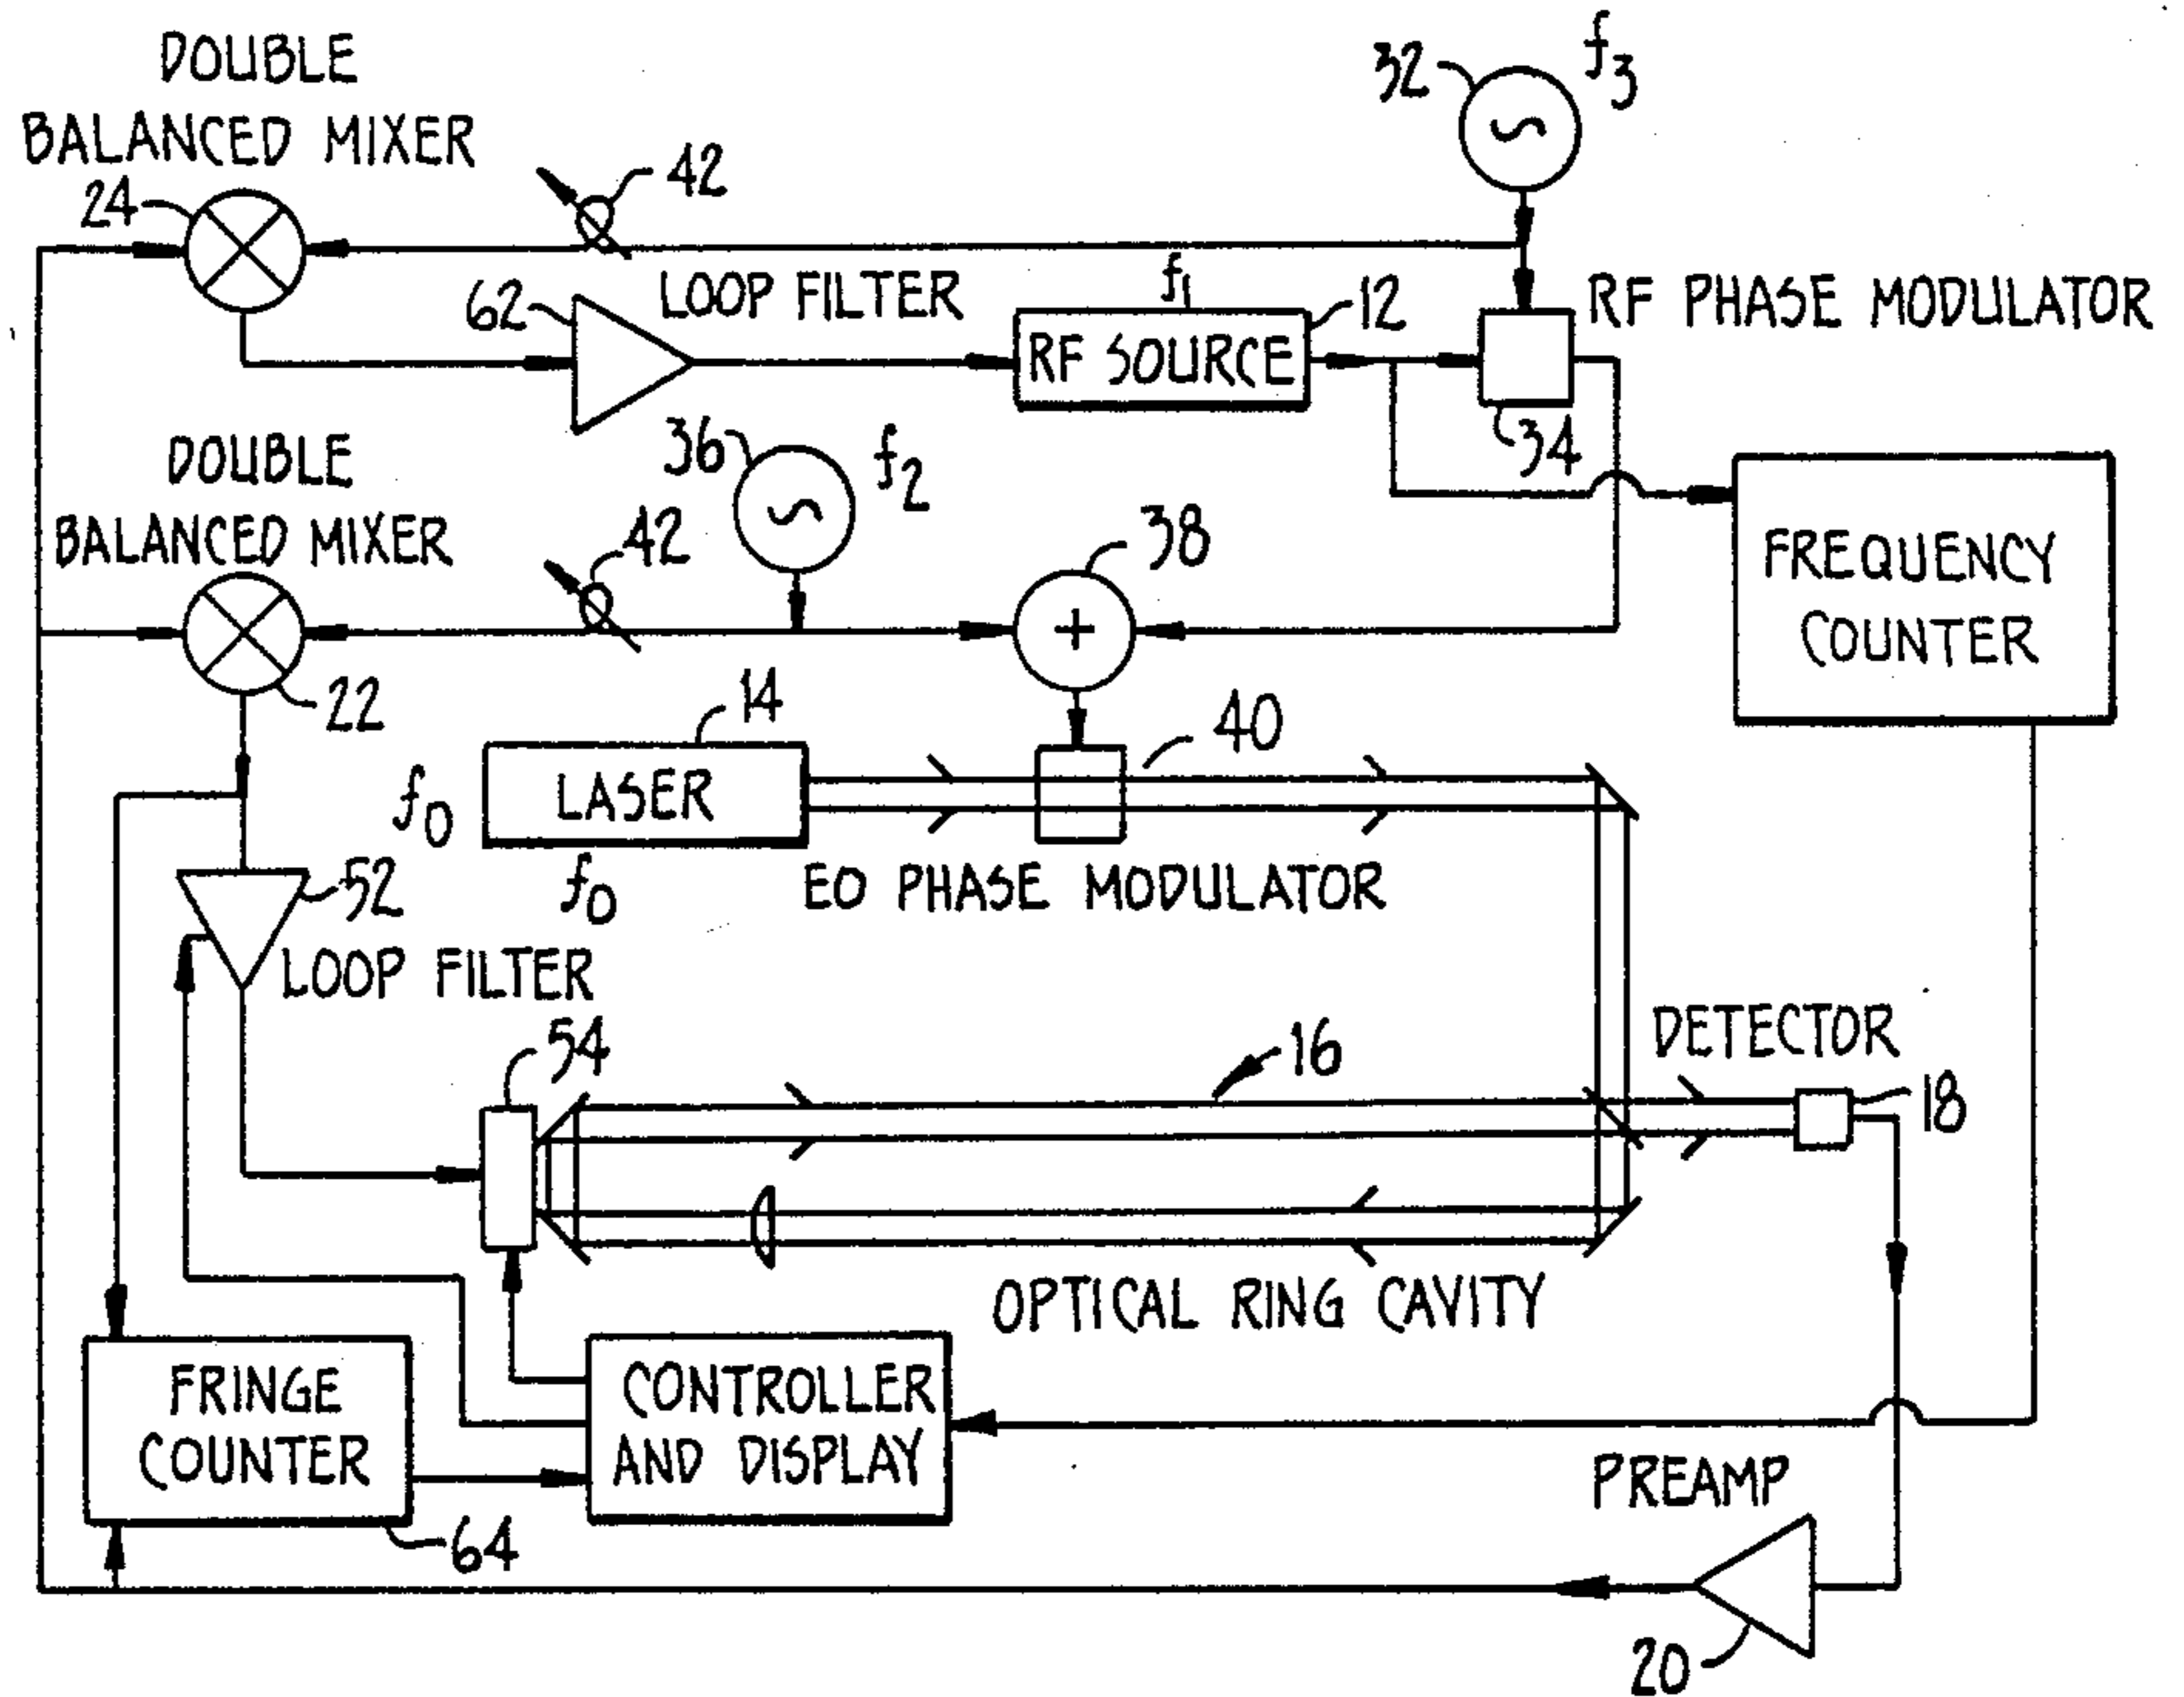 DOUBLE
BALANCED MIXER
24
42
32
f3
62
LOOP FILTER
f1
12
RF SOURCE
RF PHASE MODULATOR
34
DOUBLE
BALANCED MIXER
36
f2
42
38
FREQUENCY
COUNTER
22
14
40
f0
LASER
f0
EO PHASE MODULATOR
52
LOOP FILTER
54
16
DETECTOR
18
OPTICAL RING CAVITY
FRINGE
COUNTER
CONTROLLER
AND DISPLAY
64
PREAMP
20